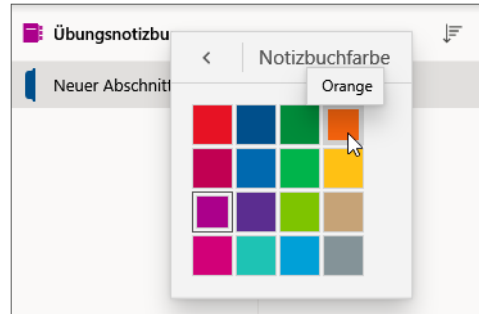 Übungsnotizbu
Notizbuchfarbe
Orange
Neuer Abschnitt